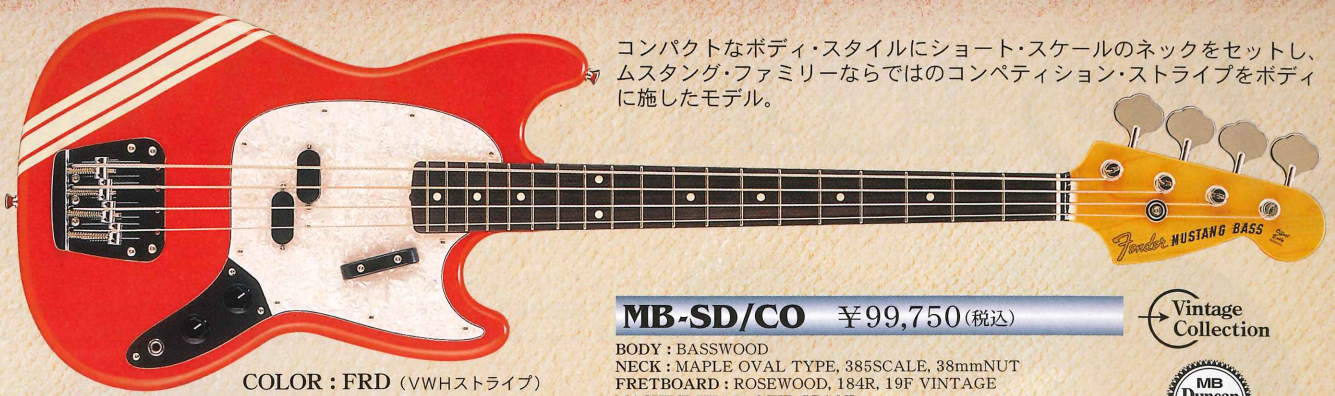 コンパクトなボディ・スタイルにショート・スケールのネックをセットし、
ムスタング・ファミリーならではのコンペティション・ストライプをボディ
に施したモデル。
Fender MUSTANG BASS
MB-SD/CO ¥99,750(税込)
Vintage
Collection
BODY : BASSWOOD
NECK : MAPLE OVAL TYPE, 385SCALE, 38mmNUT
FRETBOARD : ROSEWOOD, 184R, 19F VINTAGE
COLOR : FRD (VWHストライプ)
MB
Duncan